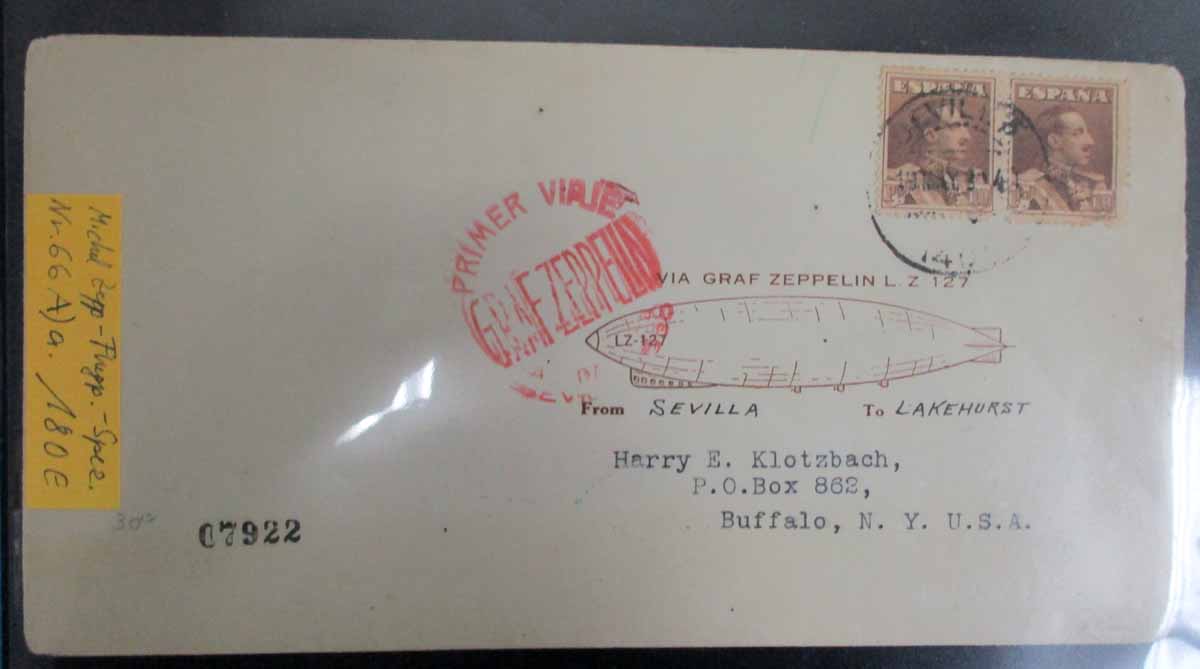 ESPAÑA ESPAÑA
SEVILLA
PRIMER VIAJE
GRAF ZEPPELIN
VIA GRAF ZEPPELIN L. Z 127
LZ-127
From SEVILLA To LAKEHURST
Harry E. Klotzbach,
P.O.Box 862,
Buffalo, N. Y. U.S.A.
07922
Michel Zepp-Flugp.-Spez.
Nr. 66 A) a. 180 €